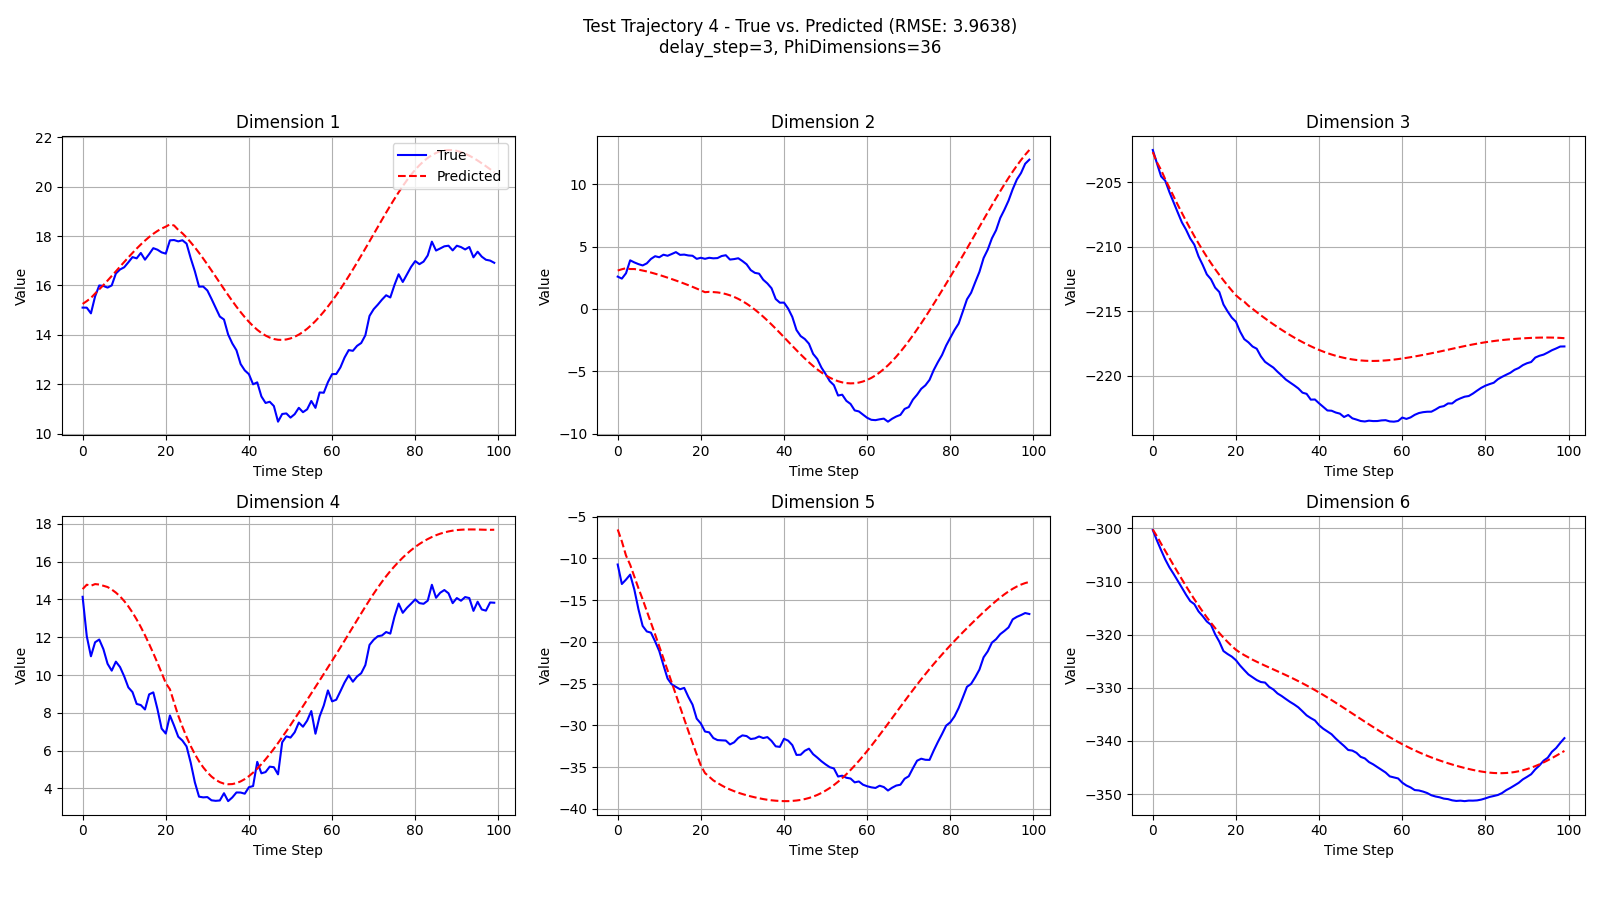 Test Trajectory 4 - True vs. Predicted (RMSE: 3.9638)
delay_step=3, PhiDimensions=36
Dimension 1
Value
22
20
18
16
14
12
10
True
Predicted
0 20 40 60 80 100
Time Step
Dimension 2
Value
10
5
0
−5
−10
0 20 40 60 80 100
Time Step
Dimension 3
Value
−205
−210
−215
−220
0 20 40 60 80 100
Time Step
Dimension 4
Value
18
16
14
12
10
8
6
4
0 20 40 60 80 100
Time Step
Dimension 5
Value
−5
−10
−15
−20
−25
−30
−35
−40
0 20 40 60 80 100
Time Step
Dimension 6
Value
−300
−310
−320
−330
−340
−350
0 20 40 60 80 100
Time Step